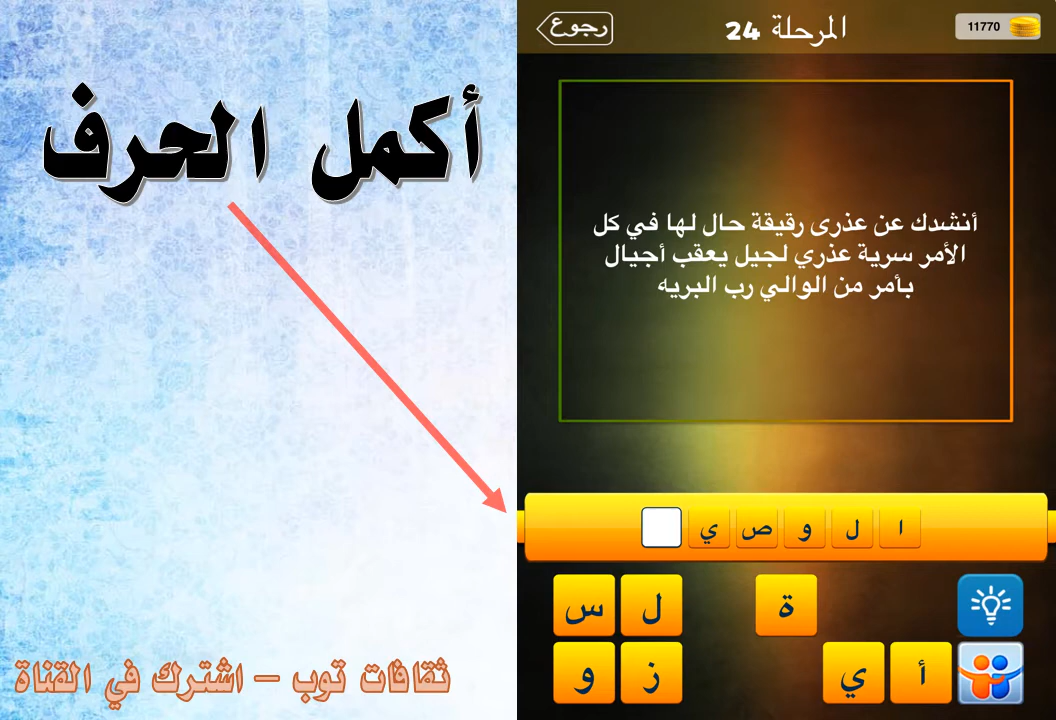 أكمل الحرف
ثقافات توب – اشترك في القناة
رجوع
المرحلة 24
11770
أنشدك عن عذرى رقيقة حال لها في كل
الأمر سرية عذري لجيل يعقب أجيال
بأمر من الوالي رب البريه
ا ل و ص ي
س ل ة
و ز ي أ